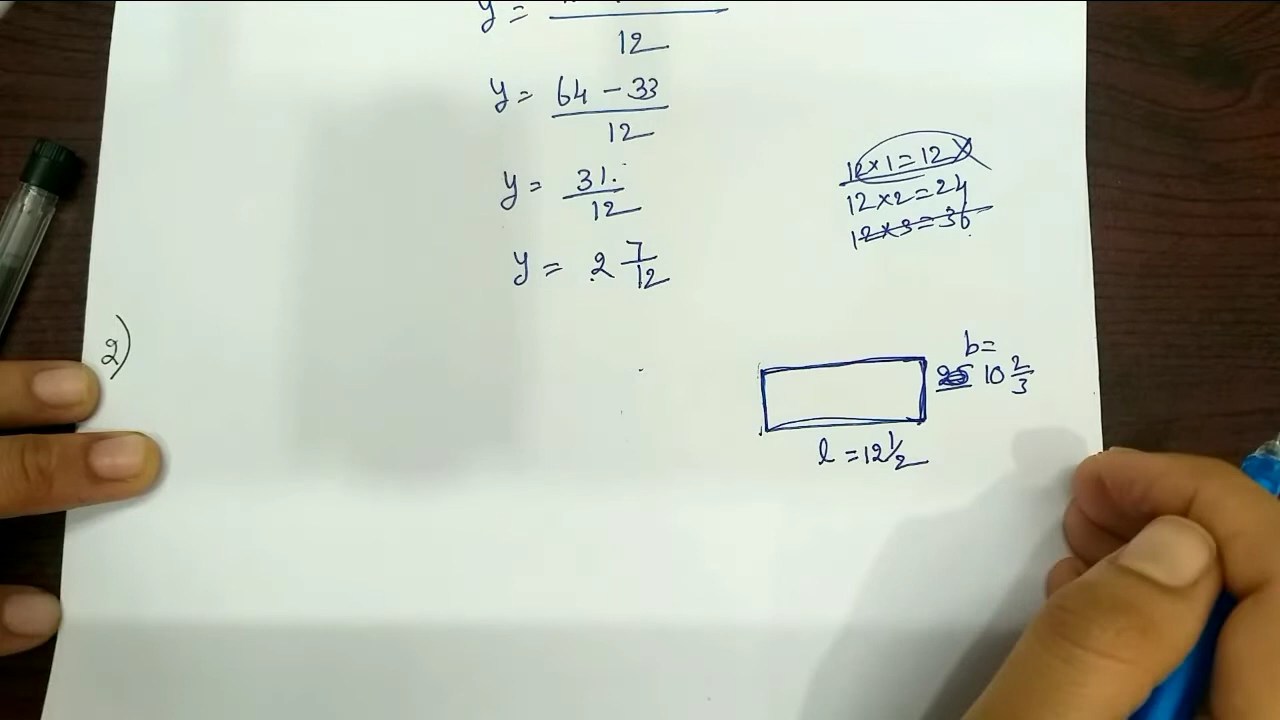 y =
12
y = 64 - 33
12
y = 31
12
y = 2 7/12
12×1=12
12×2=24
12×3=36
2)
b=
10 2/3
l = 12 1/2